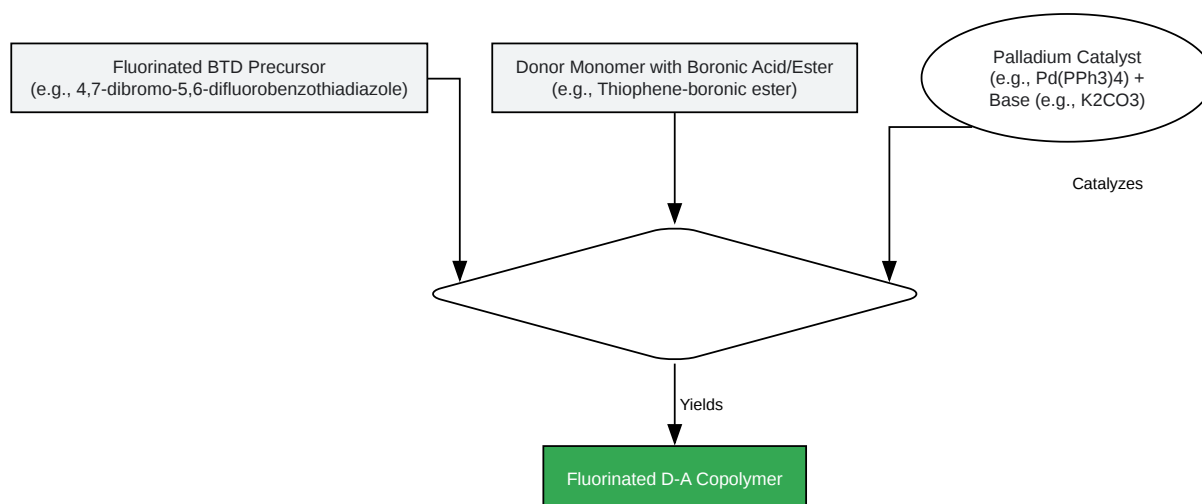 Fluorinated BTD Precursor
(e.g., 4,7-dibromo-5,6-difluorobenzothiadiazole)
Donor Monomer with Boronic Acid/Ester
(e.g., Thiophene-boronic ester)
Palladium Catalyst
(e.g., Pd(PPh3)4) +
Base (e.g., K2CO3)
Catalyzes
Yields
Fluorinated D-A Copolymer